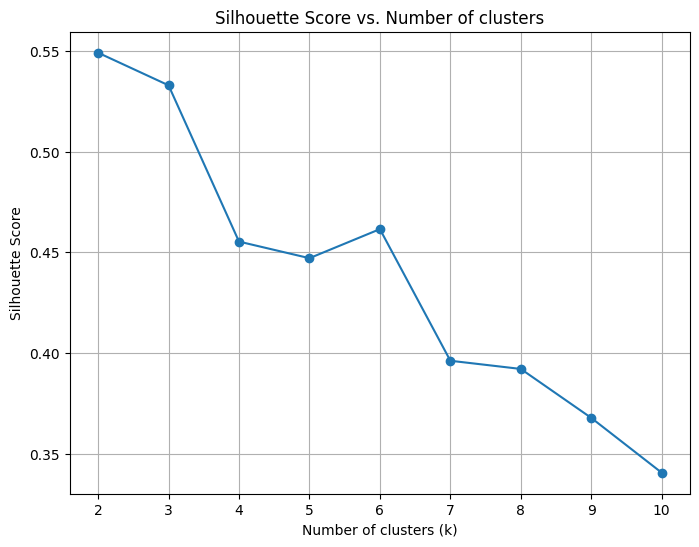 Silhouette Score vs. Number of clusters
0.55
0.50
0.45
0.40
0.35
Silhouette Score
2 3 4 5 6 7 8 9 10
Number of clusters (k)